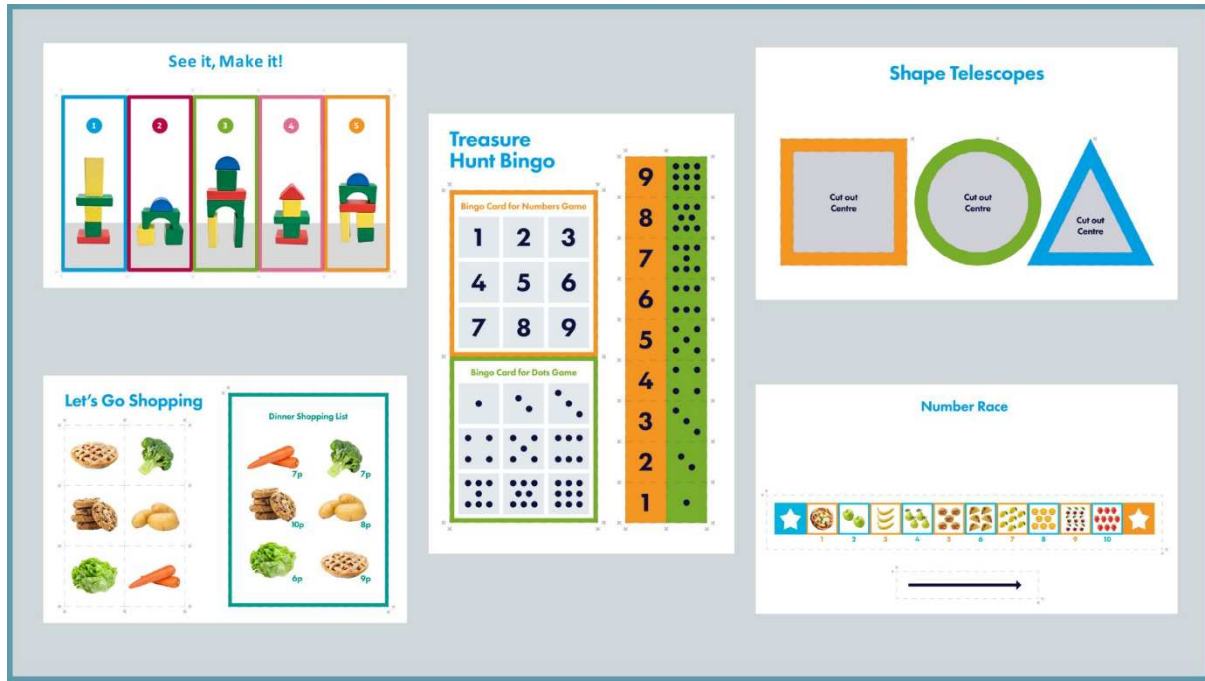 See it, Make it!
1 2 3 4 5
Treasure
Hunt Bingo
Bingo Card for Numbers Game
1 2 3
4 5 6
7 8 9
Bingo Card for Dots Game
9
8
7
6
5
4
3
2
1
Shape Telescopes
Cut out
Centre
Cut out
Centre
Cut out
Centre
Let's Go Shopping
Dinner Shopping List
7p 7p
10p 8p
6p 9p
Number Race
1 2 3 4 5 6 7 8 9 10